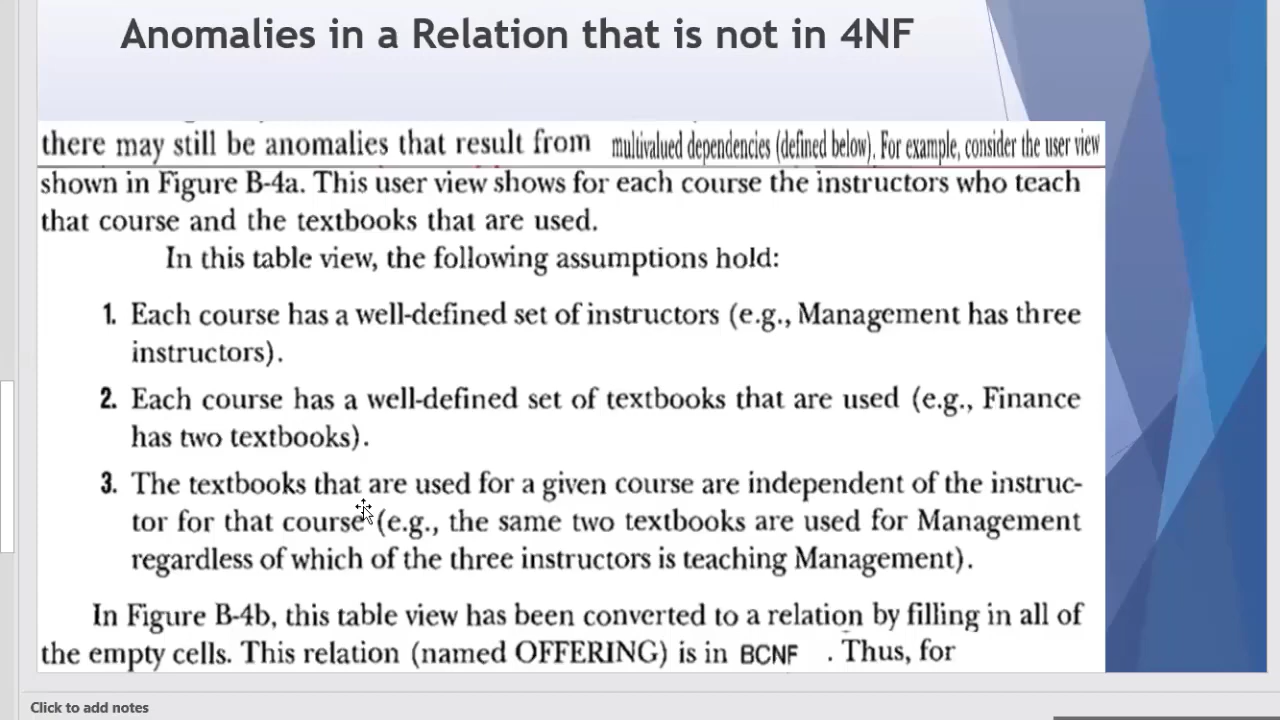 Anomalies in a Relation that is not in 4NF
there may still be anomalies that result from multivalued dependencies (defined below). For example, consider the user view
shown in Figure B-4a. This user view shows for each course the instructors who teach
that course and the textbooks that are used.
In this table view, the following assumptions hold:
1. Each course has a well-defined set of instructors (e.g., Management has three
instructors).
2. Each course has a well-defined set of textbooks that are used (e.g., Finance
has two textbooks).
3. The textbooks that are used for a given course are independent of the instruc-
tor for that course (e.g., the same two textbooks are used for Management
regardless of which of the three instructors is teaching Management).
In Figure B-4b, this table view has been converted to a relation by filling in all of
the empty cells. This relation (named OFFERING) is in BCNF . Thus, for
Click to add notes